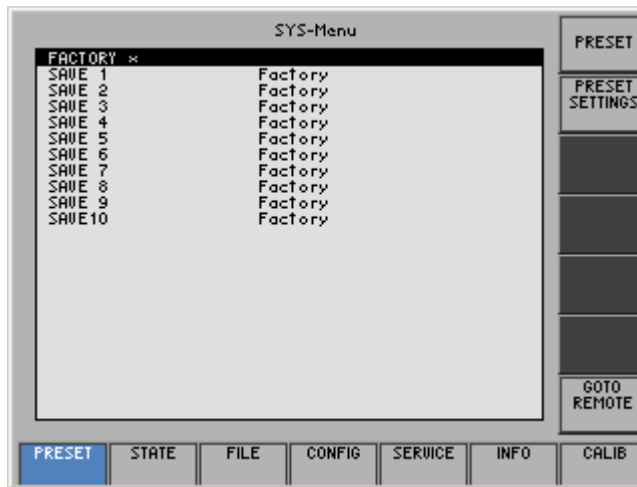 SYS-Menu
FACTORY *
SAVE 1 Factory
SAVE 2 Factory
SAVE 3 Factory
SAVE 4 Factory
SAVE 5 Factory
SAVE 6 Factory
SAVE 7 Factory
SAVE 8 Factory
SAVE 9 Factory
SAVE10 Factory
PRESET
PRESET
SETTINGS
GOTO
REMOTE
PRESET STATE FILE CONFIG SERVICE INFO CALIB